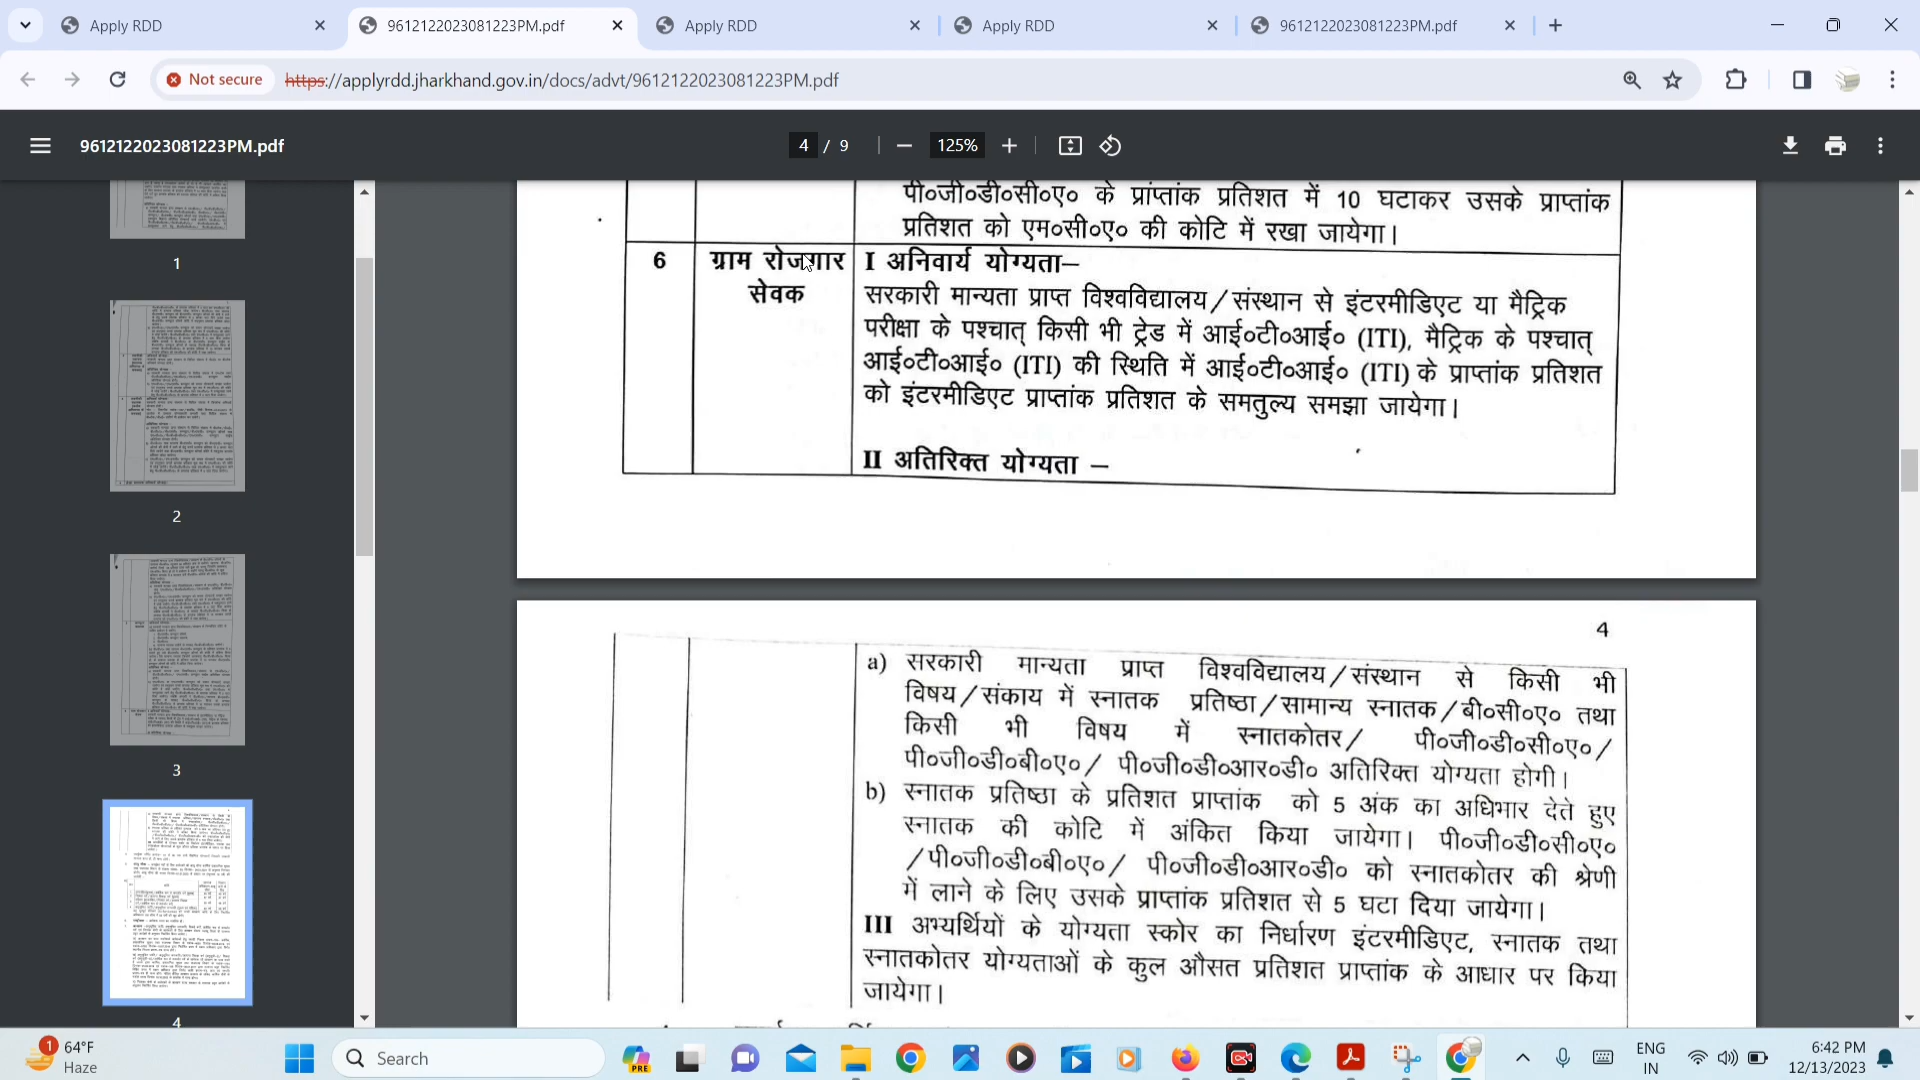 Apply RDD
9612122023081223PM.pdf
Apply RDD
Apply RDD
9612122023081223PM.pdf
Not secure https://applyrdd.jharkhand.gov.in/docs/advt/9612122023081223PM.pdf
9612122023081223PM.pdf
4 / 9
125%
1
2
3
4
पी०जी०डी०सी०ए० के प्रांप्तांक प्रतिशत में 10 घटाकर उसके प्राप्तांक
प्रतिशत को एम०सी०ए० की कोटि में रखा जायेगा।
6
ग्राम रोजगार
सेवक
I अनिवार्य योग्यता–
सरकारी मान्यता प्राप्त विश्वविद्यालय/संस्थान से इंटरमीडिएट या मैट्रिक
परीक्षा के पश्चात् किसी भी ट्रेड में आई०टी०आई० (ITI), मैट्रिक के पश्चात्
आई०टी०आई० (ITI) की स्थिति में आई०टी०आई० (ITI) के प्राप्तांक प्रतिशत
को इंटरमीडिएट प्राप्तांक प्रतिशत के समतुल्य समझा जायेगा।
II अतिरिक्त योग्यता –
4
a) सरकारी मान्यता प्राप्त विश्वविद्यालय/संस्थान से किसी भी
विषय/संकाय में स्नातक प्रतिष्ठा/सामान्य स्नातक/बी०सी०ए० तथा
किसी भी विषय में स्नातकोतर/ पी०जी०डी०सी०ए०/
पी०जी०डी०बी०ए०/ पी०जी०डी०आर०डी० अतिरिक्त योग्यता होगी।
b) स्नातक प्रतिष्ठा के प्रतिशत प्राप्तांक को 5 अंक का अधिभार देते हुए
स्नातक की कोटि में अंकित किया जायेगा। पी०जी०डी०सी०ए०
/पी०जी०डी०बी०ए०/ पी०जी०डी०आर०डी० को स्नातकोतर की श्रेणी
में लाने के लिए उसके प्राप्तांक प्रतिशत से 5 घटा दिया जायेगा।
III अभ्यर्थियों के योग्यता स्कोर का निर्धारण इंटरमीडिएट, स्नातक तथा
स्नातकोतर योग्यताओं के कुल औसत प्रतिशत प्राप्तांक के आधार पर किया
जायेगा।
1
64°F
Haze
Search
PRE
ENG
IN
6:42 PM
12/13/2023